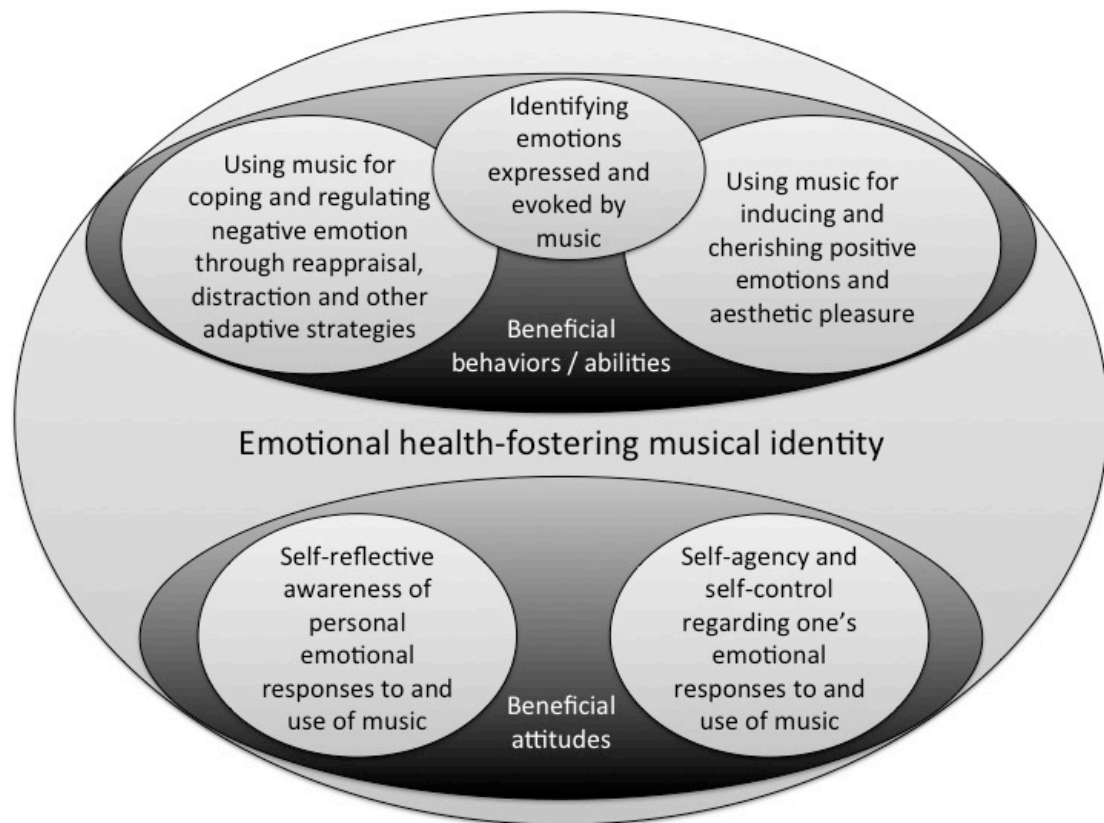 Identifying
emotions
expressed and
evoked by
music
Using music for
coping and regulating
negative emotion
through reappraisal,
distraction and other
adaptive strategies
Using music for
inducing and
cherishing positive
emotions and
aesthetic pleasure
Beneficial
behaviors / abilities
Emotional health-fostering musical identity
Self-reflective
awareness of
personal
emotional
responses to and
use of music
Self-agency and
self-control
regarding one’s
emotional
responses to and
use of music
Beneficial
attitudes